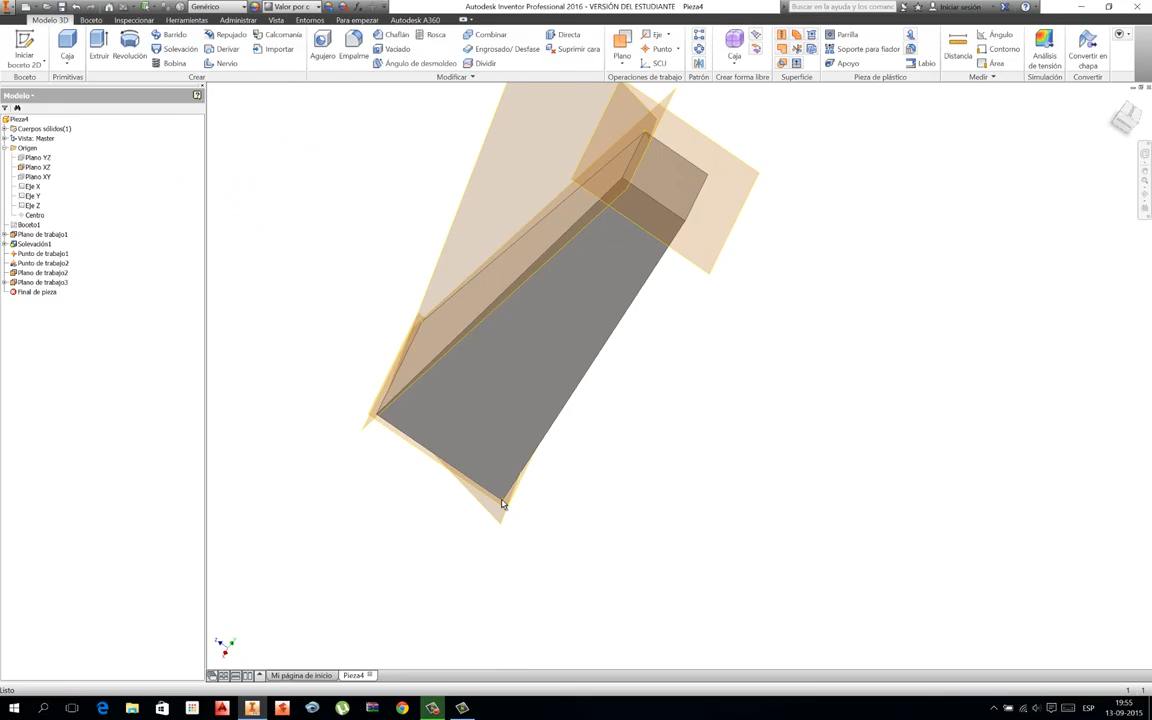 Genérico
Valor por c
Autodesk Inventor Professional 2016 - VERSIÓN DEL ESTUDIANTE Pieza4
Buscar en la ayuda y los comanc
Iniciar sesión
Modelo 3D Boceto Inspeccionar Herramientas Administrar Vista Entornos Para empezar Autodesk A360
Iniciar boceto 2D
Caja
Extruir
Revolución
Barrido
Solevación
Bobina
Repujado
Derivar
Nervio
Calcomanía
Importar
Agujero
Empalme
Chaflán
Vaciado
Ángulo de desmoldeo
Rosca
Combinar
Engrosado/ Desfase
Dividir
Directa
Suprimir cara
Plano
Eje
Punto
SCU
Caja
Parrilla
Soporte para fiador
Apoyo
Labio
Distancia
Ángulo
Contorno
Área
Análisis de tensión
Convertir en chapa
Boceto
Primitivas
Crear
Modificar
Operaciones de trabajo
Patrón
Crear forma libre
Superficie
Pieza de plástico
Medir
Simulación
Convertir
Modelo
Pieza4
Cuerpos sólidos(1)
Vista: Master
Origen
Plano YZ
Plano XZ
Plano XY
Eje X
Eje Y
Eje Z
Centro
Boceto1
Plano de trabajo1
Solevación1
Punto de trabajo1
Punto de trabajo2
Plano de trabajo2
Plano de trabajo3
Final de pieza
Mi página de inicio
Pieza4
Listo
1 1
ESP
19:55
13-09-2015